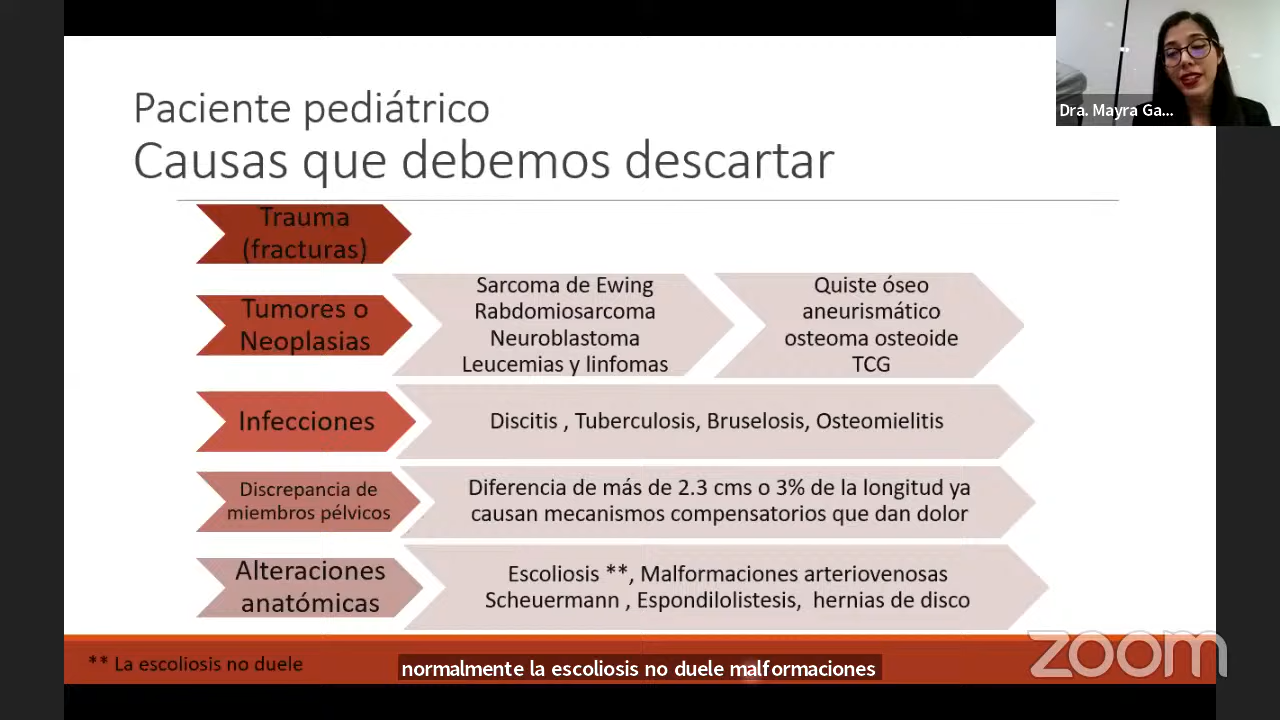 Dra. Mayra Ga...
Paciente pediátrico
Causas que debemos descartar
Trauma
(fracturas)
Tumores o
Neoplasias
Sarcoma de Ewing
Rabdomiosarcoma
Neuroblastoma
Leucemias y linfomas
Quiste óseo
aneurismático
osteoma osteoide
TCG
Infecciones
Discitis , Tuberculosis, Bruselosis, Osteomielitis
Discrepancia de
miembros pélvicos
Diferencia de más de 2.3 cms o 3% de la longitud ya
causan mecanismos compensatorios que dan dolor
Alteraciones
anatómicas
Escoliosis **, Malformaciones arteriovenosas
Scheuermann , Espondilolistesis, hernias de disco
** La escoliosis no duele
normalmente la escoliosis no duele malformaciones
zoom